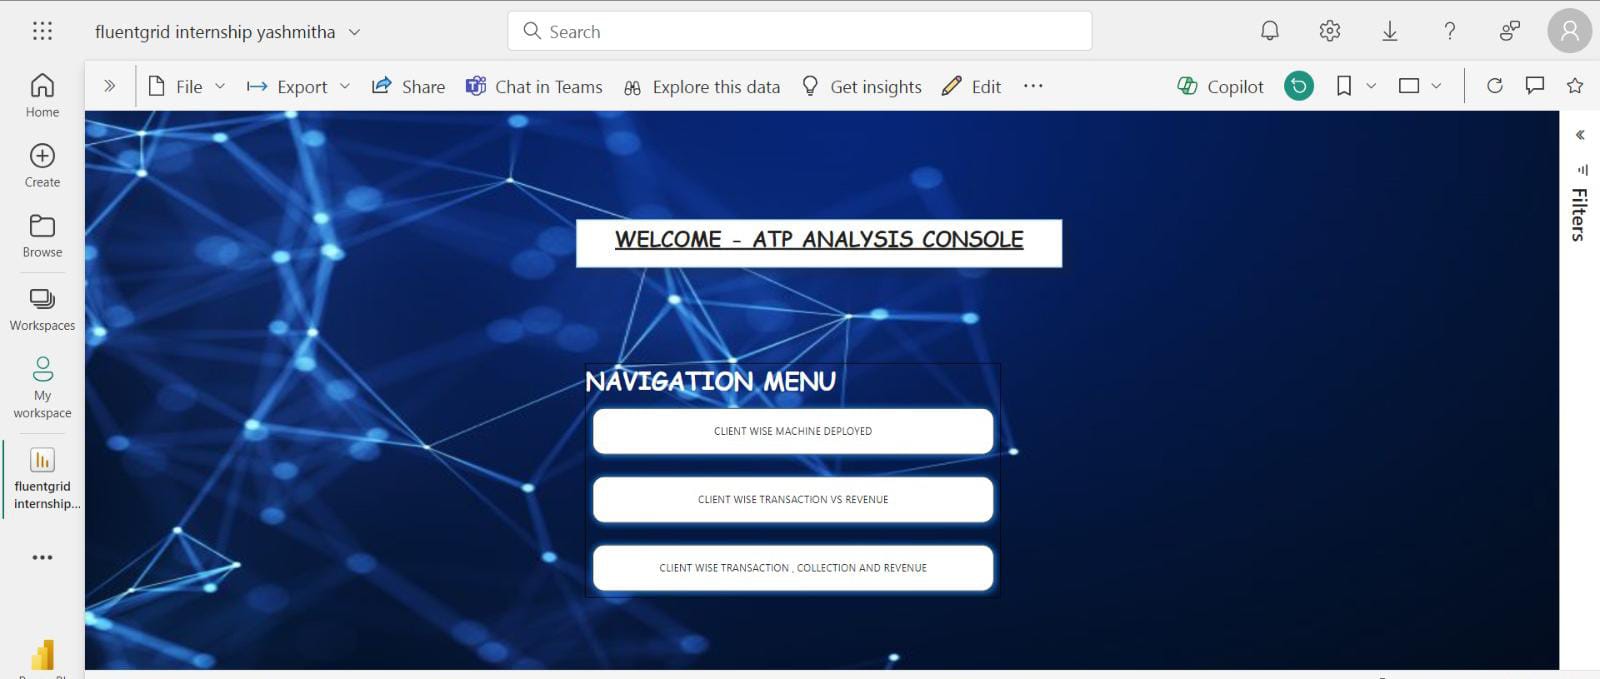 fluentgrid internship yashmitha
Search
File Export Share Chat in Teams Explore this data Get insights Edit
Copilot
Home
Create
Browse
Workspaces
My
workspace
fluentgrid
internship...
Filters
WELCOME - ATP ANALYSIS CONSOLE
NAVIGATION MENU
CLIENT WISE MACHINE DEPLOYED
CLIENT WISE TRANSACTION VS REVENUE
CLIENT WISE TRANSACTION , COLLECTION AND REVENUE